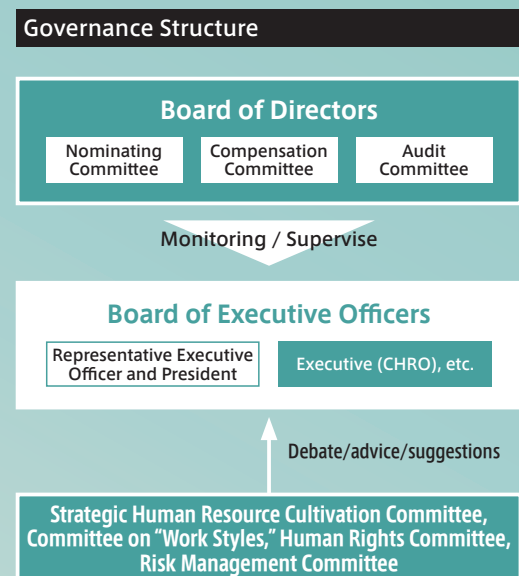 Governance Structure
Board of Directors
Nominating
Committee
Compensation
Committee
Audit
Committee
Monitoring / Supervise
Board of Executive Officers
Representative Executive
Officer and President
Executive (CHRO), etc.
Debate/advice/suggestions
Strategic Human Resource Cultivation Committee,
Committee on “Work Styles,” Human Rights Committee,
Risk Management Committee